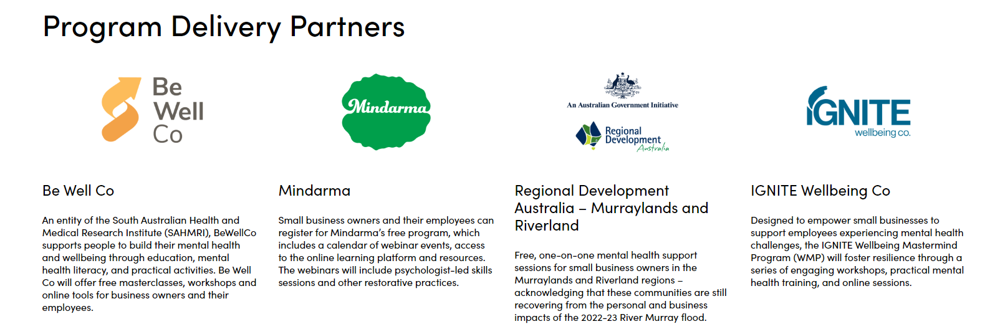 Program Delivery Partners
Be
Well
Co
Mindarma
An Australian Government Initiative
Regional
Development
Australia
IGNITE
wellbeing co.
Be Well Co
An entity of the South Australian Health and
Medical Research Institute (SAHMRI), BeWellCo
supports people to build their mental health
and wellbeing through education, mental
health literacy, and practical activities. Be Well
Co will offer free masterclasses, workshops and
online tools for business owners and their
employees.
Mindarma
Small business owners and their employees can
register for Mindarma’s free program, which
includes a calendar of webinar events, access
to the online learning platform and resources.
The webinars will include psychologist-led skills
sessions and other restorative practices.
Regional Development
Australia – Murraylands and
Riverland
Free, one-on-one mental health support
sessions for small business owners in the
Murraylands and Riverland regions –
acknowledging that these communities are still
recovering from the personal and business
impacts of the 2022-23 River Murray flood.
IGNITE Wellbeing Co
Designed to empower small businesses to
support employees experiencing mental health
challenges, the IGNITE Wellbeing Mastermind
Program (WMP) will foster resilience through a
series of engaging workshops, practical mental
health training, and online sessions.